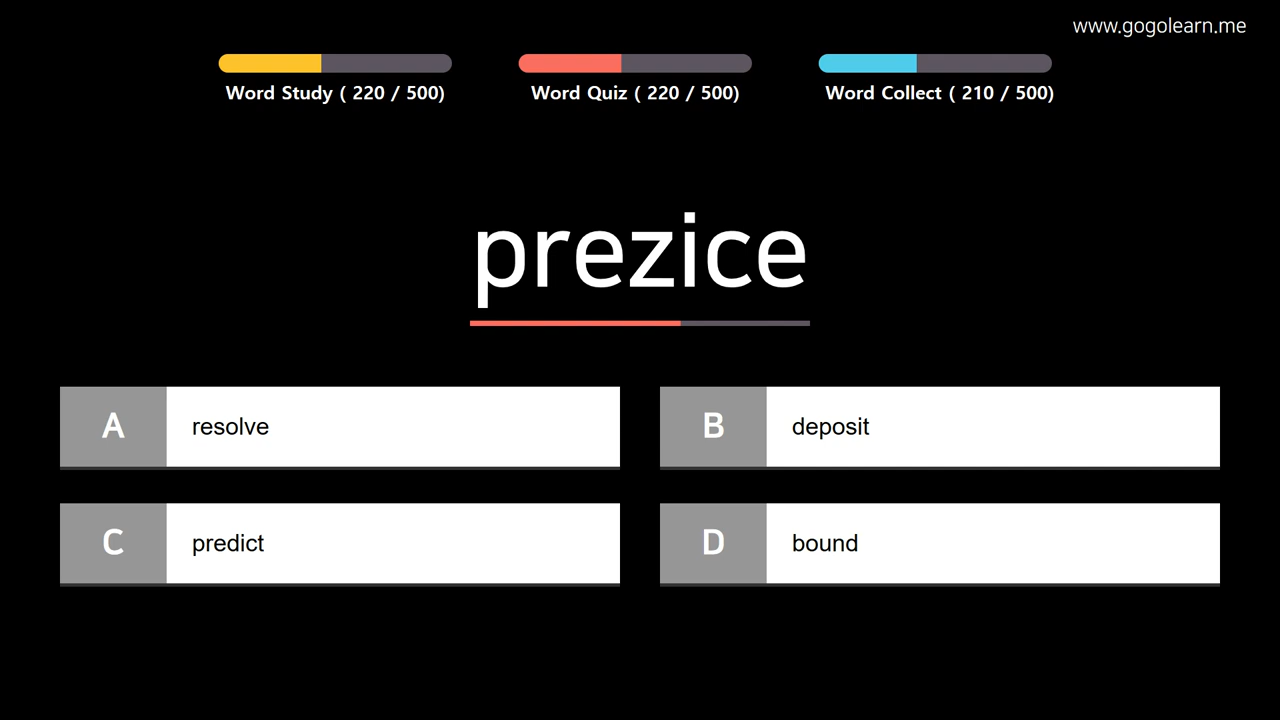 www.gogolearn.me
Word Study ( 220 / 500)
Word Quiz ( 220 / 500)
Word Collect ( 210 / 500)
prezice
A resolve
B deposit
C predict
D bound